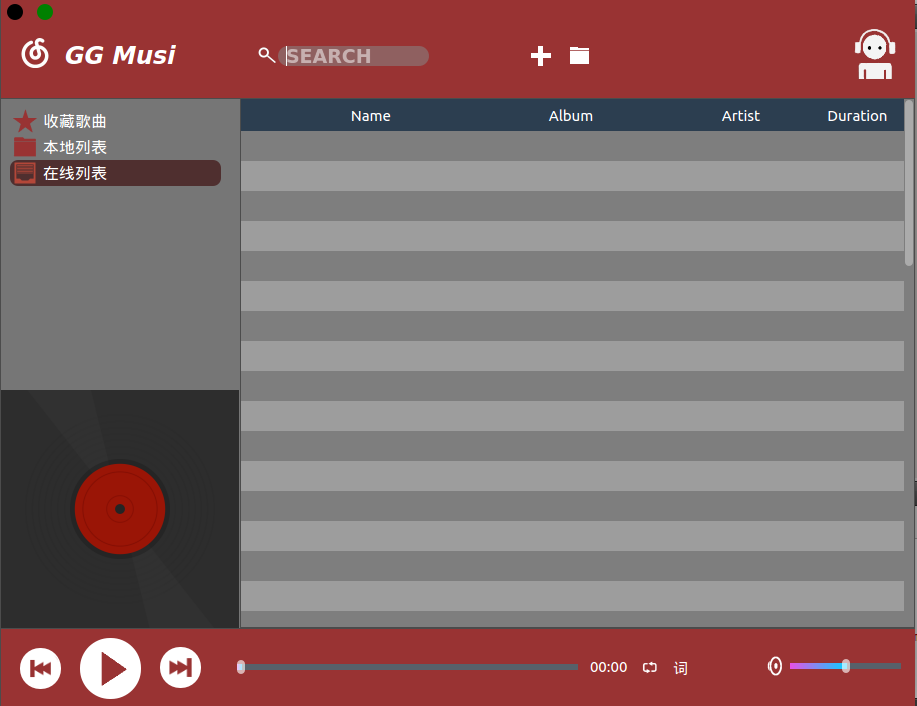 GG Musi
SEARCH
收藏歌曲
本地列表
在线列表
Name Album Artist Duration
00:00 词